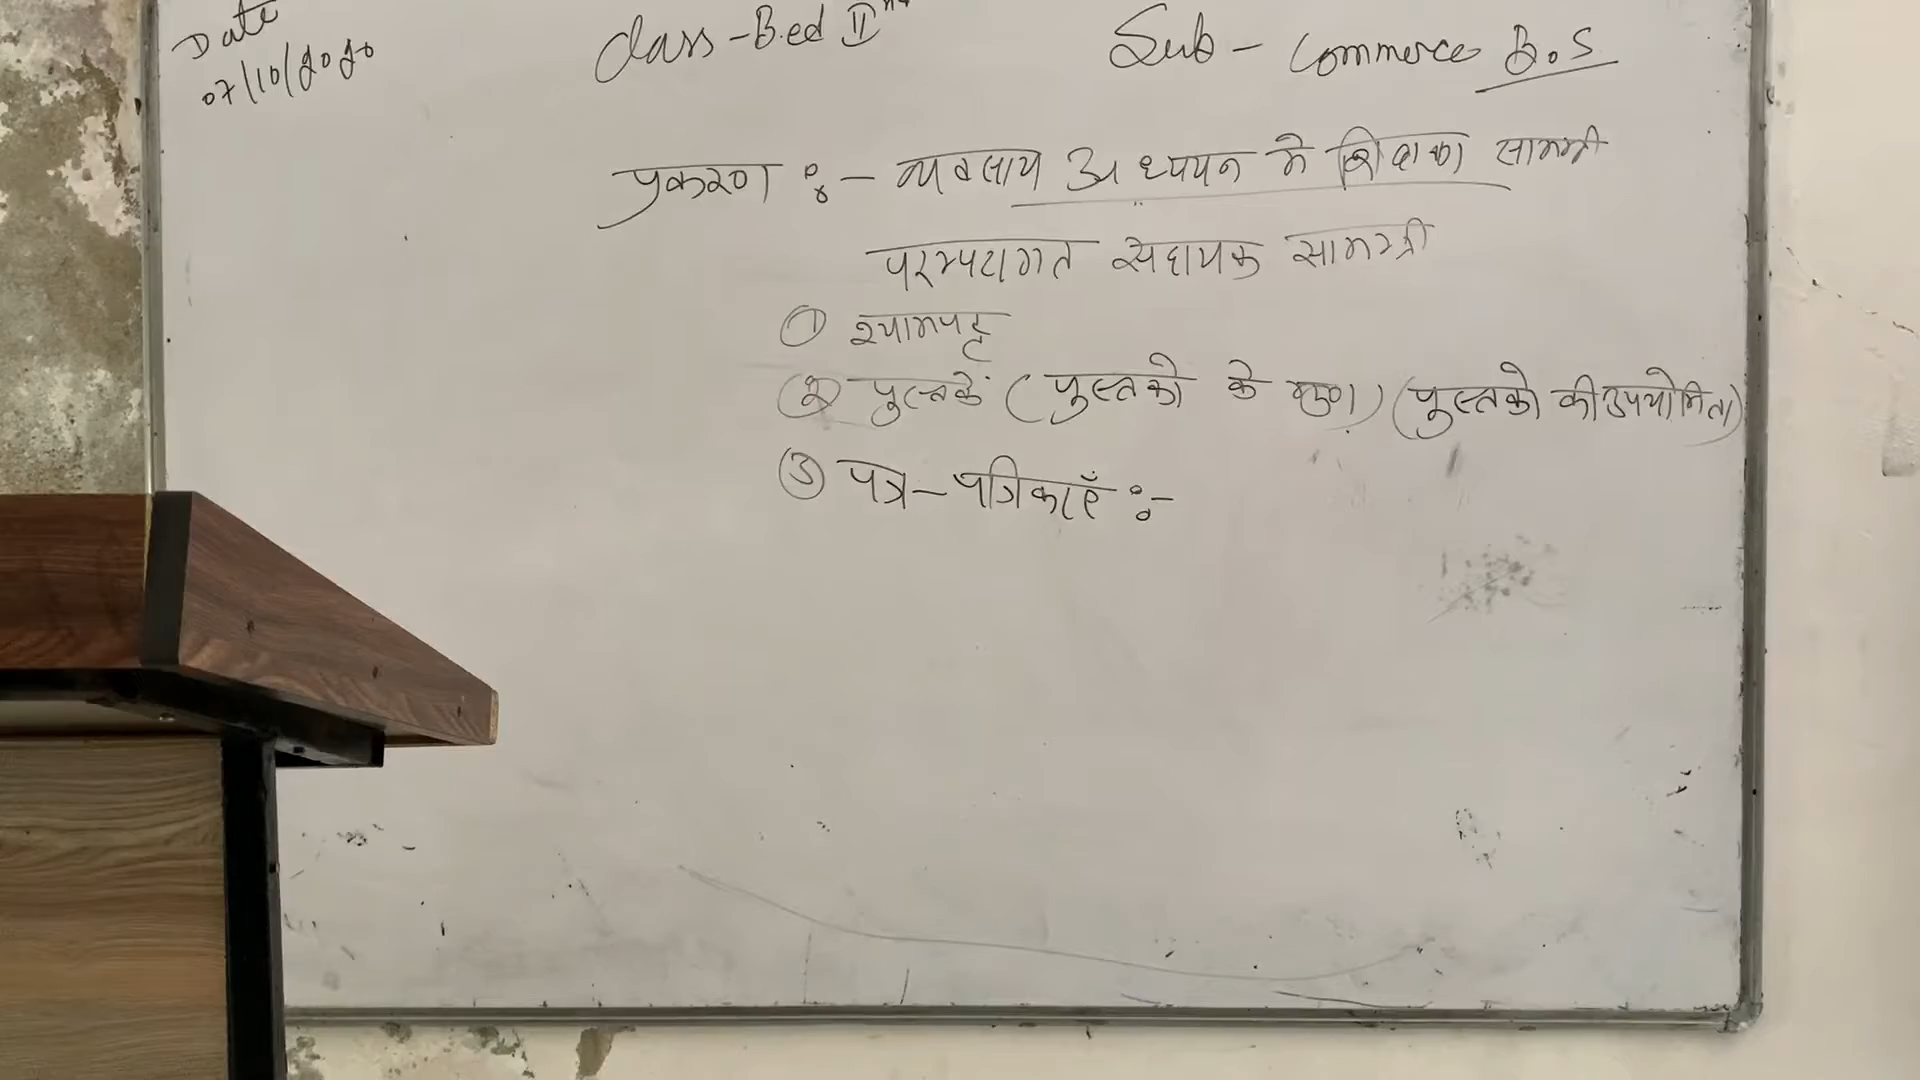 Date
07/10/2020
Class-B.ed IInd
Sub - Commerce B.S
प्रकरण :- व्यवसाय अध्ययन मे शिक्षण सामग्री
परम्परागत सहायक सामग्री
① श्यामपट्ट
② पुस्तकें (पुस्तको के गुण) (पुस्तको की उपयोगिता)
③ पत्र-पत्रिकाएँ :-